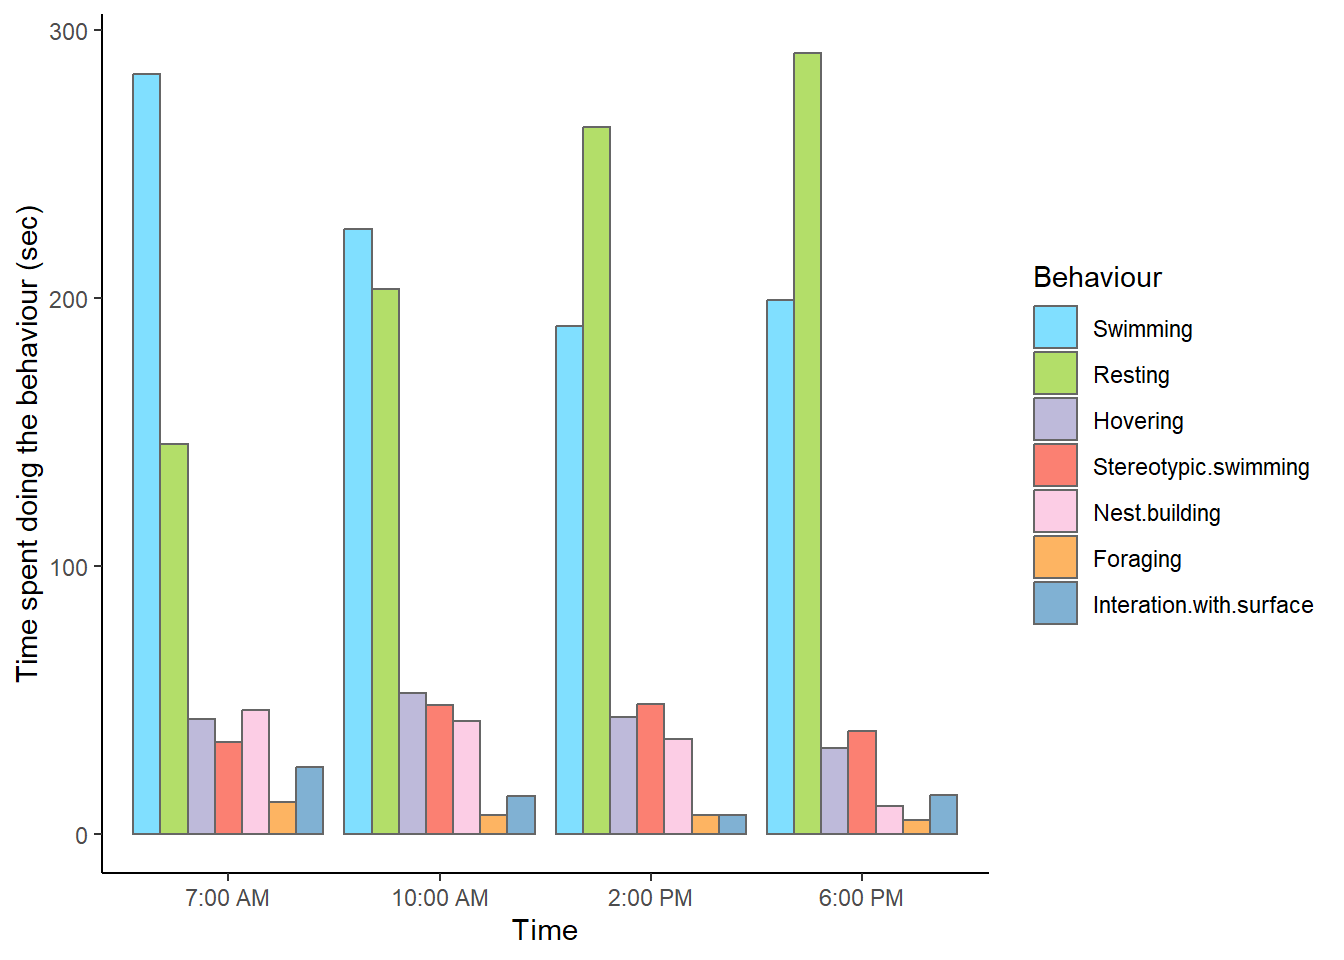 Time spent doing the behaviour (sec)
300
200
100
0
7:00 AM
10:00 AM
2:00 PM
6:00 PM
Time
Behaviour
Swimming
Resting
Hovering
Stereotypic.swimming
Nest.building
Foraging
Interation.with.surface